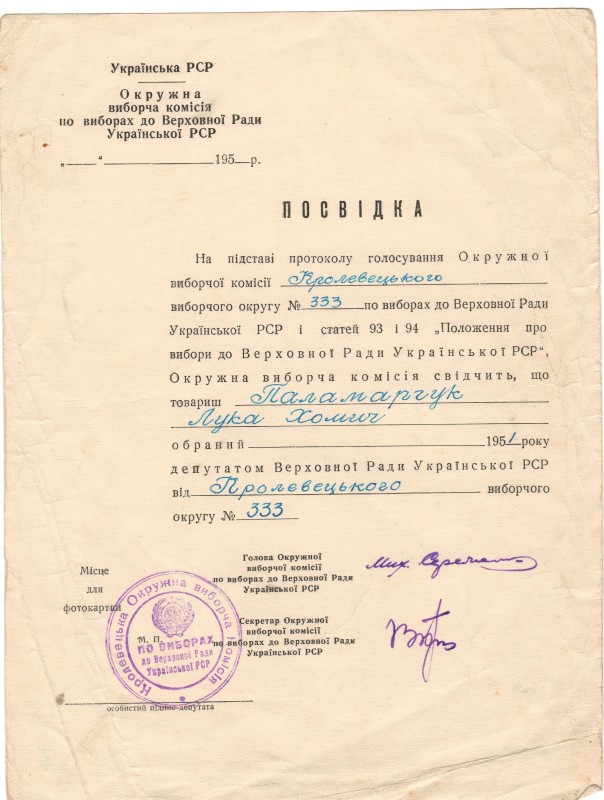 Українська РСР
Окружна
виборча комісія
по виборах до Верховної Ради
Української РСР
„ “ 195 р.
ПОСВІДКА
На підставі протоколу голосування Окружної
виборчої комісії Кролевецького
виборчого округу № 333 по виборах до Верховної Ради
Української РСР і статей 93 і 94 „Положення про
вибори до Верховної Ради Української РСР“,
Окружна виборча комісія свідчить, що
товариш Паламарчук
Лука Хомич
обраний 1951 року
депутатом Верховної Ради Української РСР
від Кролевецького виборчого
округу № 333
Голова Окружної
виборчої комісії
по виборах до Верховної Ради
Української РСР
Мих.
Місце
для
фотокартки
Секретар Окружної
виборчої комісії
по виборах до Верховної Ради
Української РСР
М. П.
Кролевецька Окружна виборча комісія
ПО ВИБОРАХ
до Верховної Ради
Української РСР
особистий підпис депутата